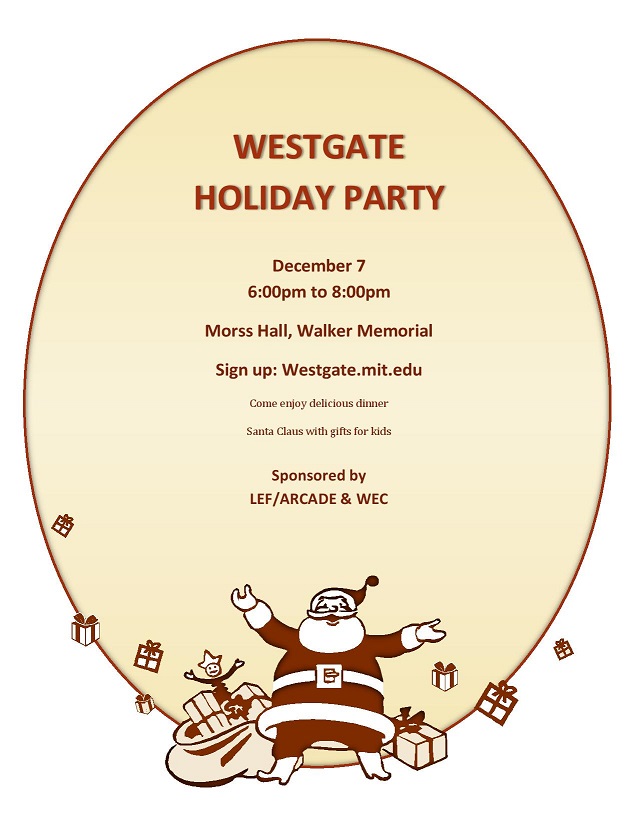 WESTGATE
HOLIDAY PARTY
December 7
6:00pm to 8:00pm
Morss Hall, Walker Memorial
Sign up: Westgate.mit.edu
Come enjoy delicious dinner
Santa Claus with gifts for kids
Sponsored by
LEF/ARCADE & WEC